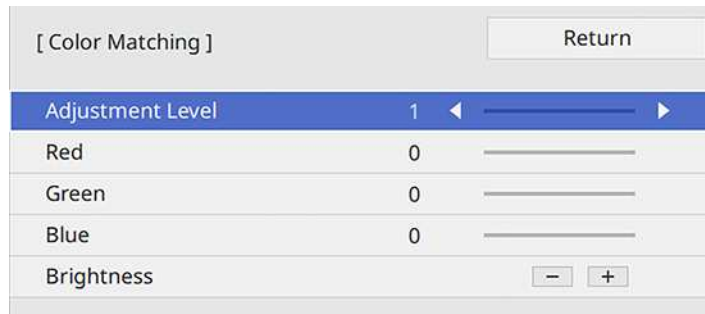 [ Color Matching ]
Return
Adjustment Level 1
Red 0
Green 0
Blue 0
Brightness − +